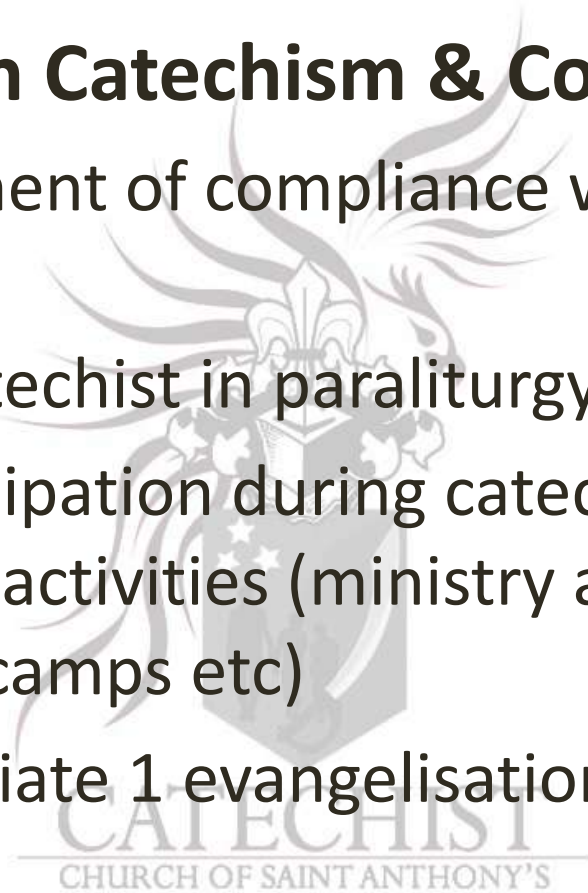 n Catechism & Co
nent of compliance w
techist in paraliturgy
ipation during catec
activities (ministry a
camps etc)
iate 1 evangelisation
CATECHIST
CHURCH OF SAINT ANTHONY'S